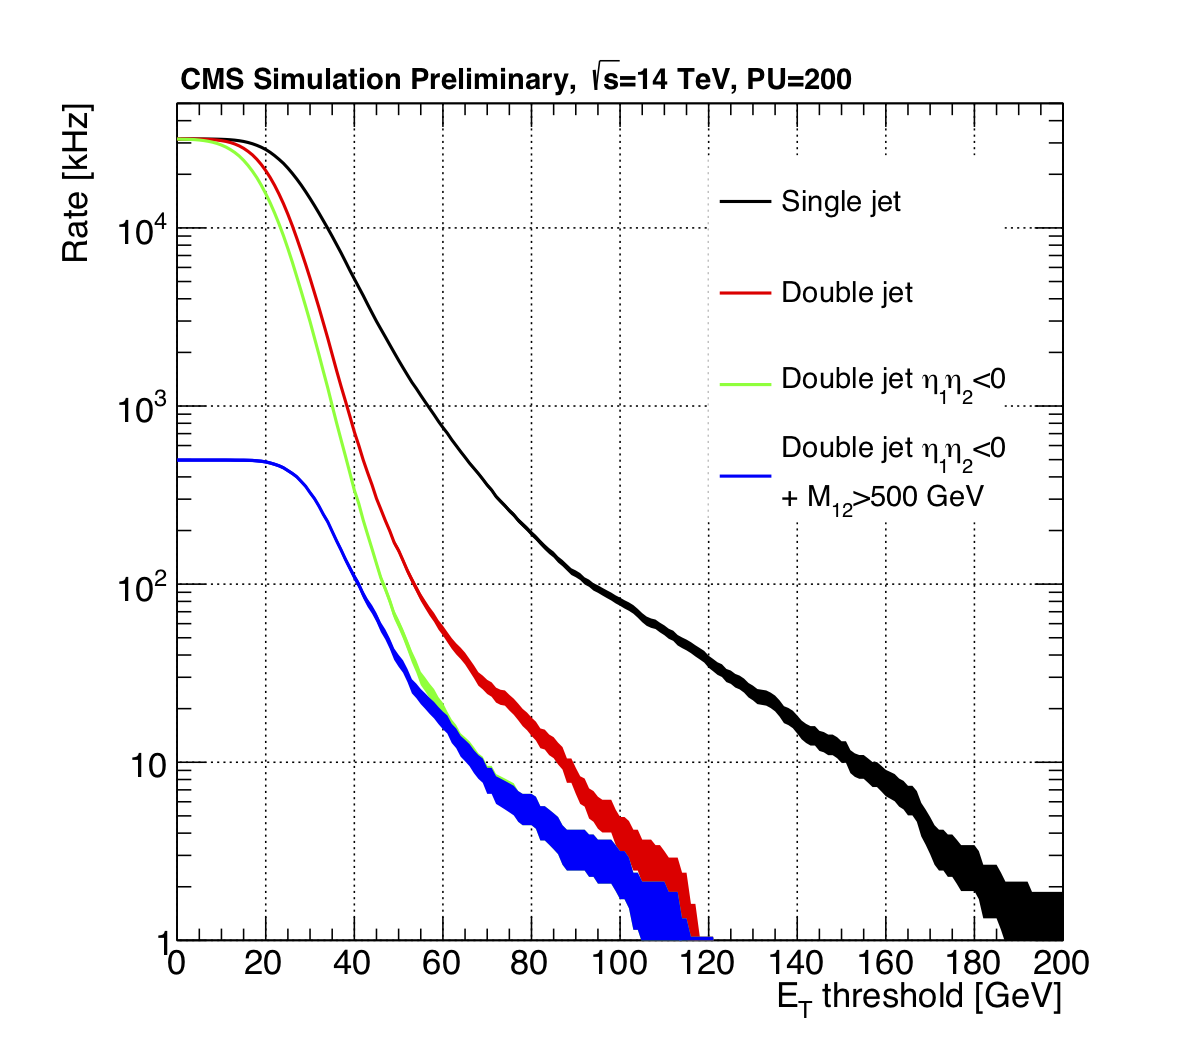 CMS Simulation Preliminary, √s=14 TeV, PU=200
Rate [kHz]
10⁴
10³
10²
10
1
Single jet
Double jet
Double jet η₁η₂<0
Double jet η₁η₂<0
+ M₁₂>500 GeV
0 20 40 60 80 100 120 140 160 180 200
E_T threshold [GeV]